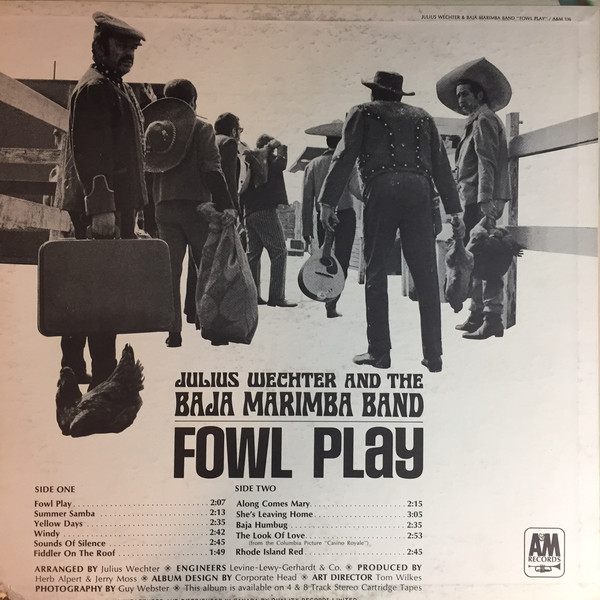 JULIUS WECHTER & BAJA MARIMBA BAND "FOWL PLAY" / A&M 136
JULIUS WECHTER AND THE
BAJA MARIMBA BAND
FOWL PLAY
SIDE ONE
Fowl Play 2:07
Summer Samba 2:13
Yellow Days 2:35
Windy 2:42
Sounds Of Silence 2:45
Fiddler On The Roof 1:49
SIDE TWO
Along Comes Mary 2:15
She's Leaving Home 3:05
Baja Humbug 2:35
The Look Of Love 2:53
(from the Columbia Picture "Casino Royale")
Rhode Island Red 2:45
A&M
RECORDS
ARRANGED BY Julius Wechter ✳ ENGINEERS Levine-Lewy-Gerhardt & Co. ✳ PRODUCED BY
Herb Alpert & Jerry Moss ✳ ALBUM DESIGN BY Corporate Head ✳ ART DIRECTOR Tom Wilkes
PHOTOGRAPHY BY Guy Webster ✳ This album is available on 4 & 8 Track Stereo Cartridge Tapes